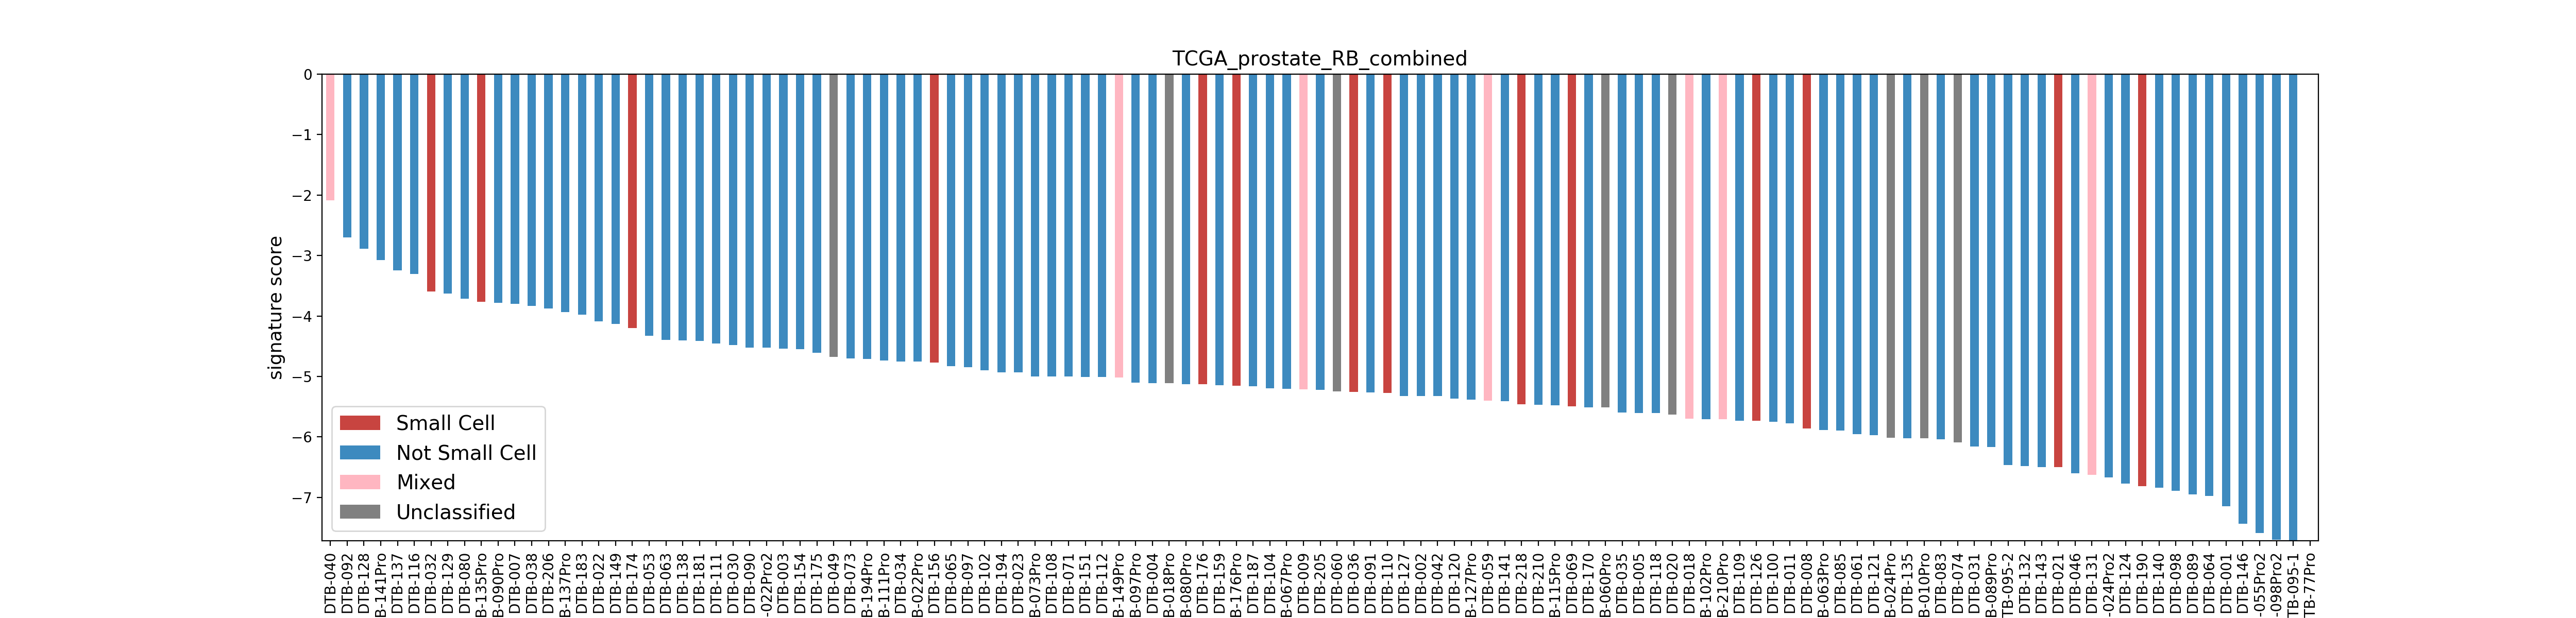 TCGA_prostate_RB_combined
0
−1
−2
−3
−4
−5
−6
−7
signature score
Small Cell
Not Small Cell
Mixed
Unclassified
DTB-040
DTB-092
DTB-128
B-141Pro
DTB-137
DTB-116
DTB-032
DTB-129
DTB-080
B-135Pro
B-090Pro
DTB-007
DTB-038
DTB-206
B-137Pro
DTB-183
DTB-022
DTB-149
DTB-174
DTB-053
DTB-063
DTB-138
DTB-181
DTB-111
DTB-030
DTB-090
-022Pro2
DTB-003
DTB-154
DTB-175
DTB-049
DTB-073
B-194Pro
B-111Pro
DTB-034
B-022Pro
DTB-156
DTB-065
DTB-097
DTB-102
DTB-194
DTB-023
B-073Pro
DTB-108
DTB-071
DTB-151
DTB-112
B-149Pro
B-097Pro
DTB-004
B-018Pro
B-080Pro
DTB-176
DTB-159
B-176Pro
DTB-187
DTB-104
B-067Pro
DTB-009
DTB-205
DTB-060
DTB-036
DTB-091
DTB-110
DTB-127
DTB-002
DTB-042
DTB-120
B-127Pro
DTB-059
DTB-141
DTB-218
DTB-210
B-115Pro
DTB-069
DTB-170
B-060Pro
DTB-035
DTB-005
DTB-118
DTB-020
DTB-018
B-102Pro
B-210Pro
DTB-109
DTB-126
DTB-100
DTB-011
DTB-008
B-063Pro
DTB-085
DTB-061
DTB-121
B-024Pro
DTB-135
B-010Pro
DTB-083
DTB-074
DTB-031
B-089Pro
TB-095-2
DTB-132
DTB-143
DTB-021
DTB-046
DTB-131
-024Pro2
DTB-124
DTB-190
DTB-140
DTB-098
DTB-089
DTB-064
DTB-001
DTB-146
-055Pro2
-098Pro2
TB-095-1
TB-77Pro